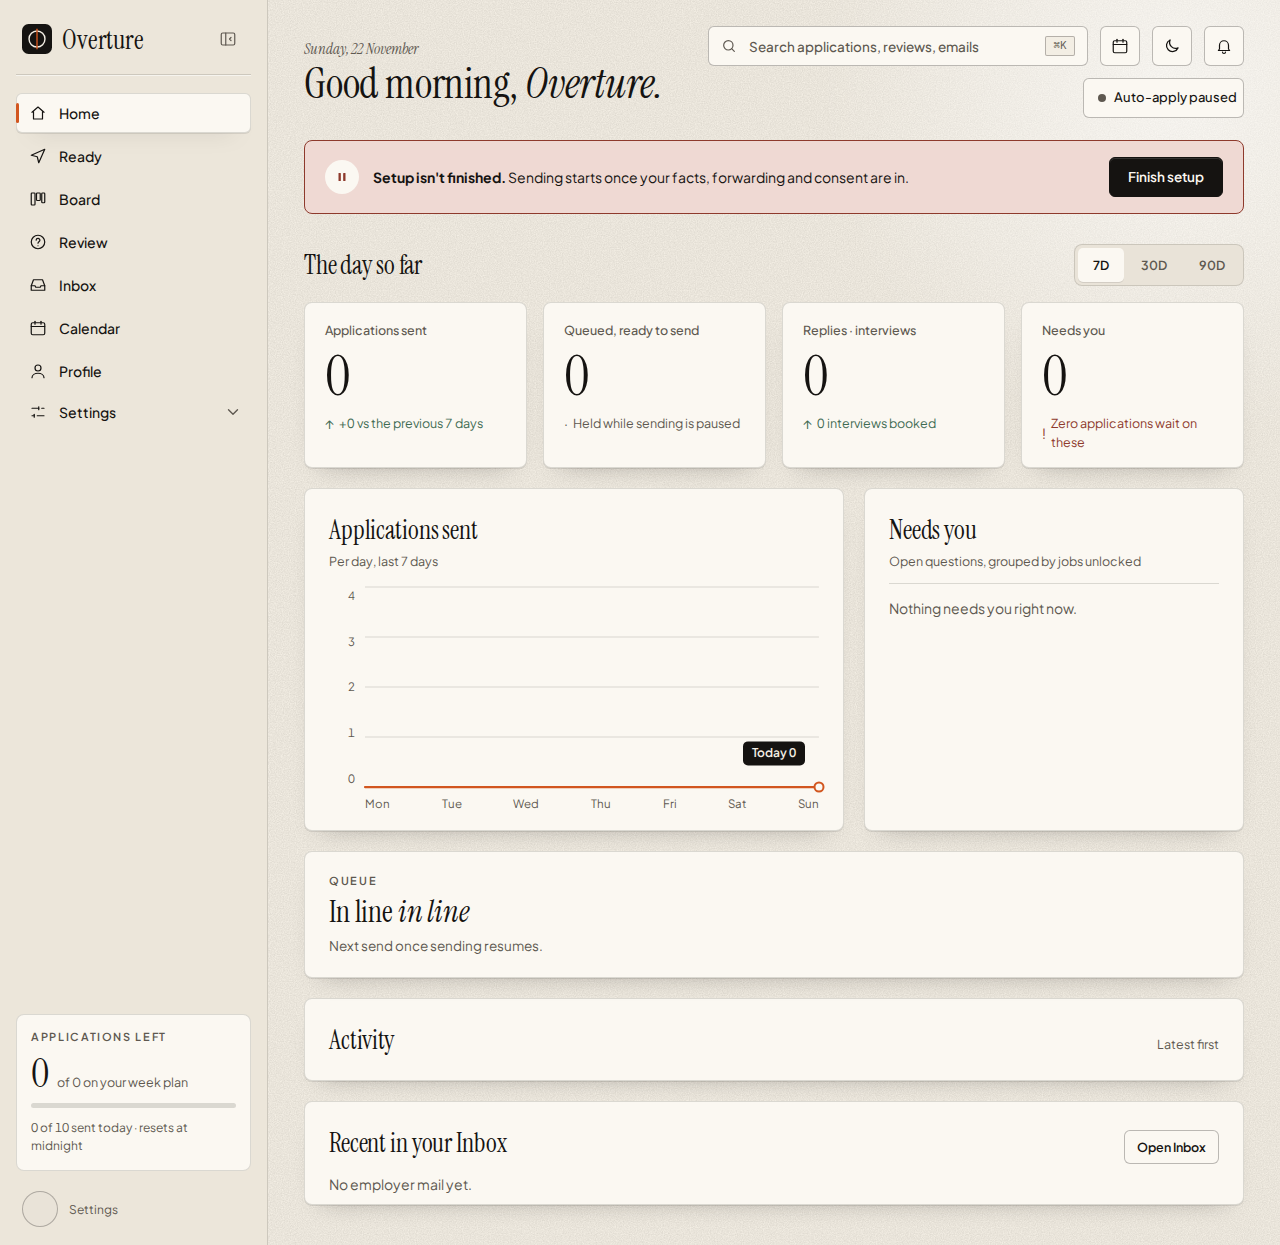 Overture
Home
Ready
Board
Review
Inbox
Calendar
Profile
Settings
APPLICATIONS LEFT
0 of 0 on your week plan
0 of 10 sent today · resets at
midnight
Settings
Sunday, 22 November
Good morning, Overture.
Search applications, reviews, emails ⌘K
Auto-apply paused
Setup isn't finished. Sending starts once your facts, forwarding and consent are in.
Finish setup
The day so far
7D 30D 90D
Applications sent
0
↑ +0 vs the previous 7 days
Queued, ready to send
0
· Held while sending is paused
Replies · interviews
0
↑ 0 interviews booked
Needs you
0
! Zero applications wait on
these
Applications sent
Per day, last 7 days
4
3
2
1
Today 0
0
Mon Tue Wed Thu Fri Sat Sun
Needs you
Open questions, grouped by jobs unlocked
Nothing needs you right now.
QUEUE
In line in line
Next send once sending resumes.
Activity
Latest first
Recent in your Inbox
Open Inbox
No employer mail yet.